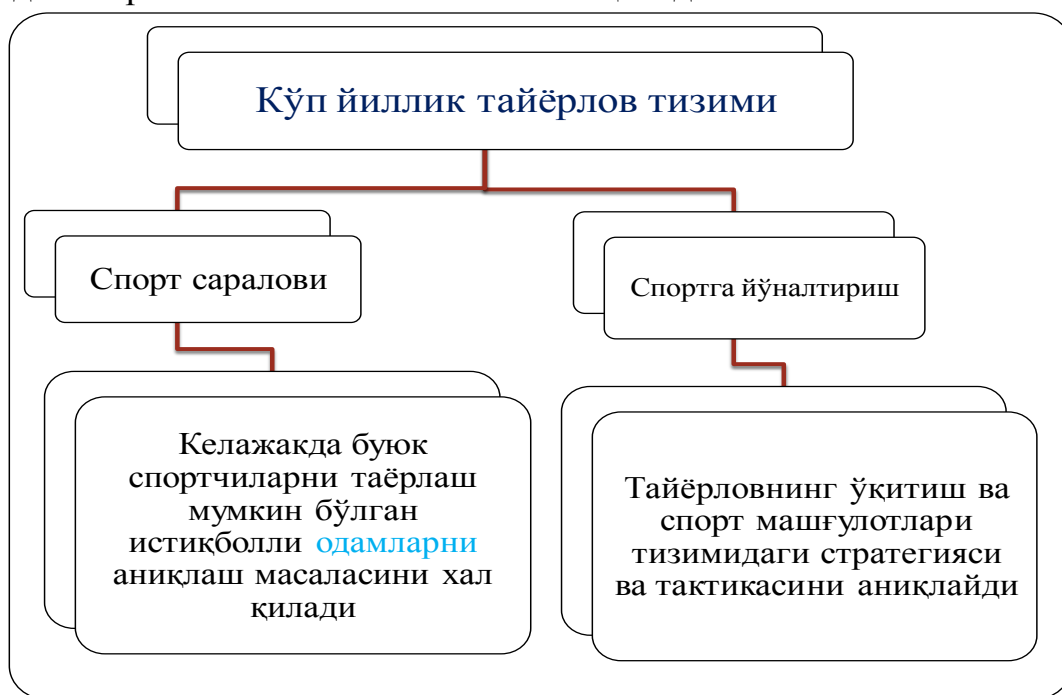 Кўп йиллик тайёрлов тизими
Спорт саралови
Спортга йўналтириш
Келажакда буюк
спортчиларни таёрлаш
мумкин бўлган
истиқболли одамларни
аниқлаш масаласини хал
қилади
Тайёрловнинг ўқитиш ва
спорт машғулотлари
тизимидаги стратегияси
ва тактикасини аниқлайди